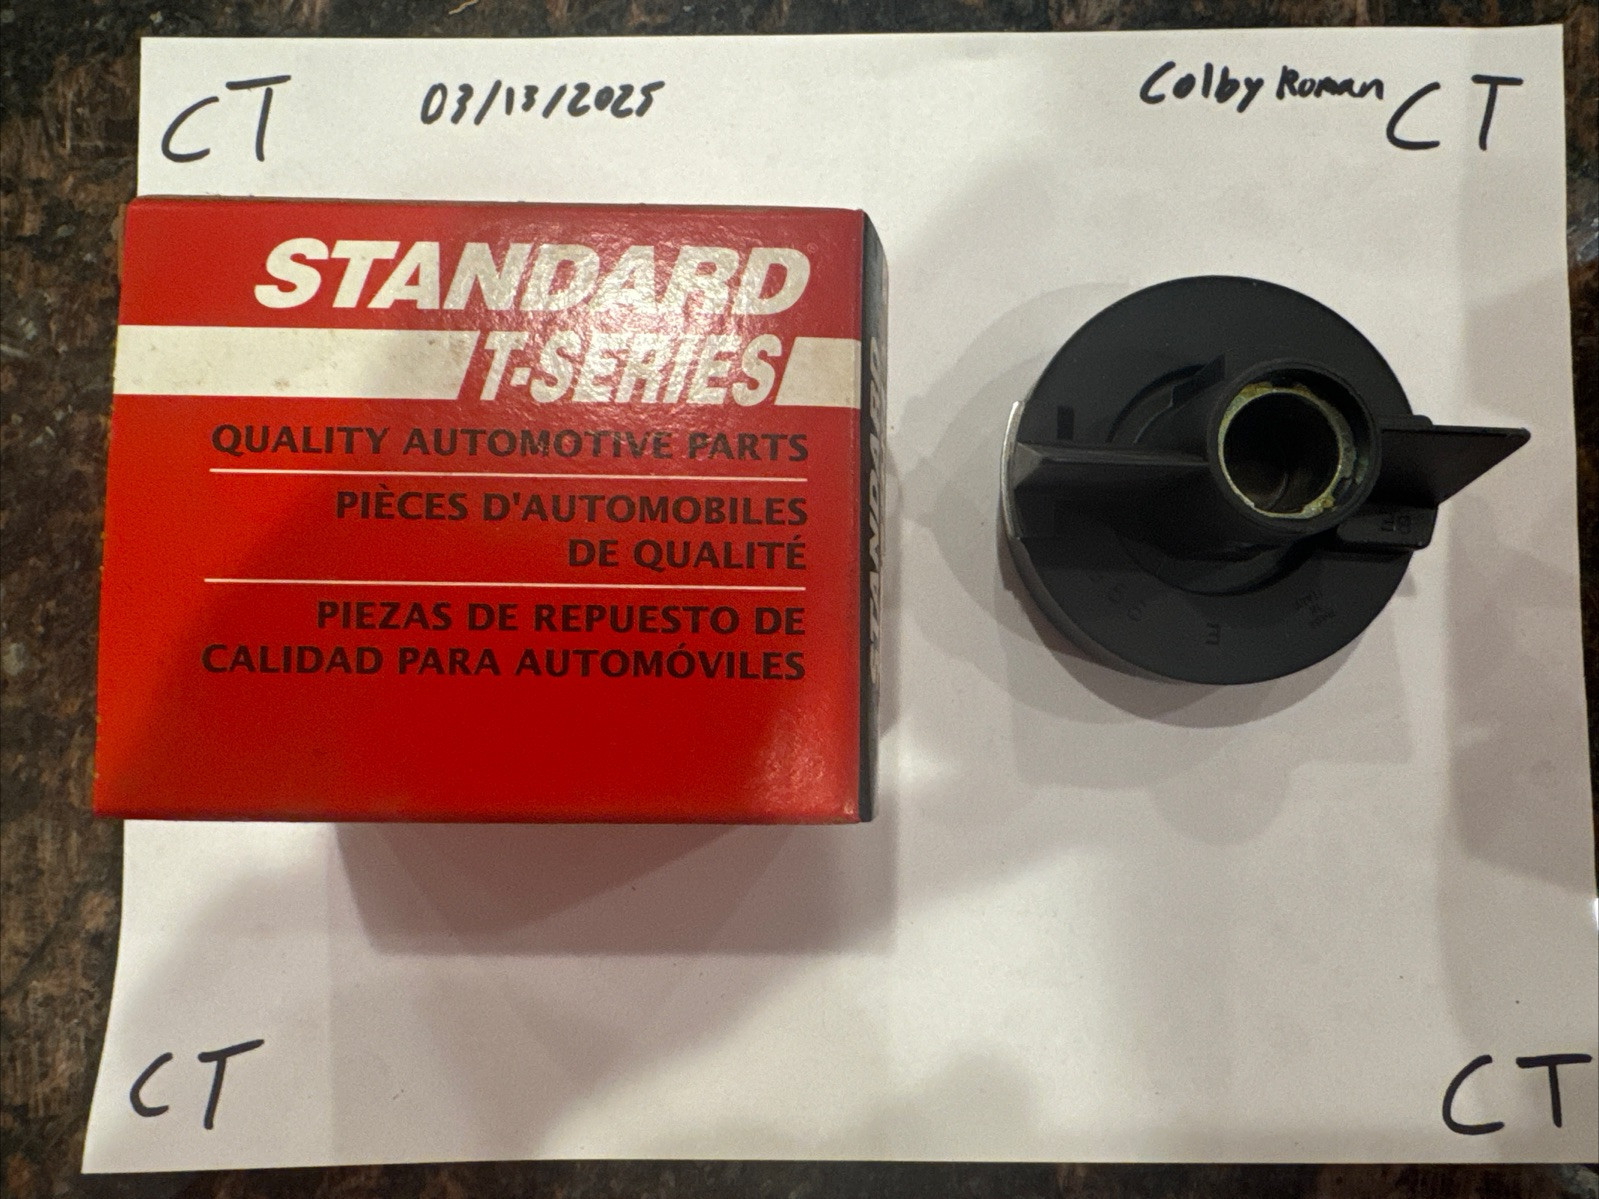 CT 03/13/2025 Colby Roman CT
STANDARD
T-SERIES
QUALITY AUTOMOTIVE PARTS
PIÈCES D'AUTOMOBILES
DE QUALITÉ
PIEZAS DE REPUESTO DE
CALIDAD PARA AUTOMÓVILES
STANDARD
CT CT